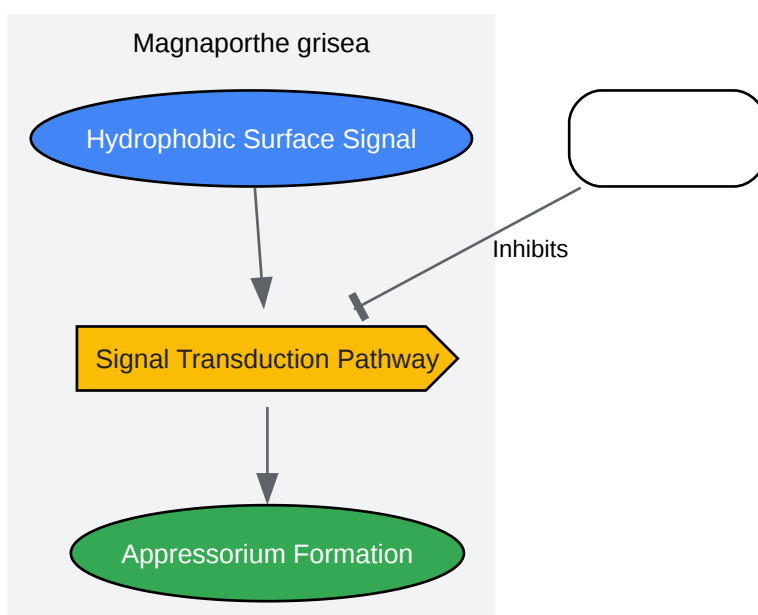 Magnaporthe grisea
Hydrophobic Surface Signal
Inhibits
Signal Transduction Pathway
Appressorium Formation